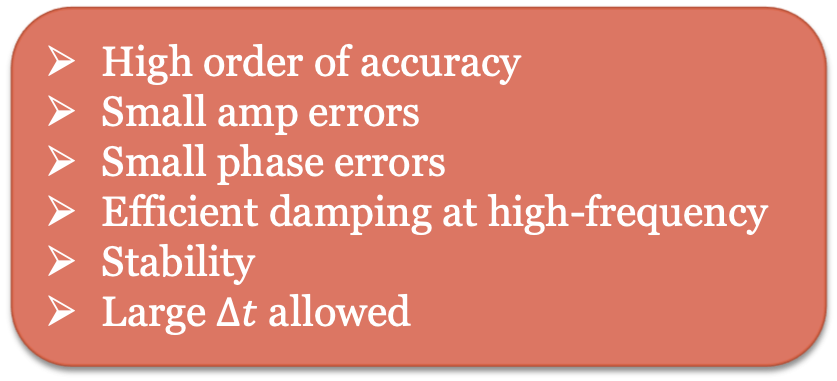 ➢ High order of accuracy
➢ Small amp errors
➢ Small phase errors
➢ Efficient damping at high-frequency
➢ Stability
➢ Large Δt allowed